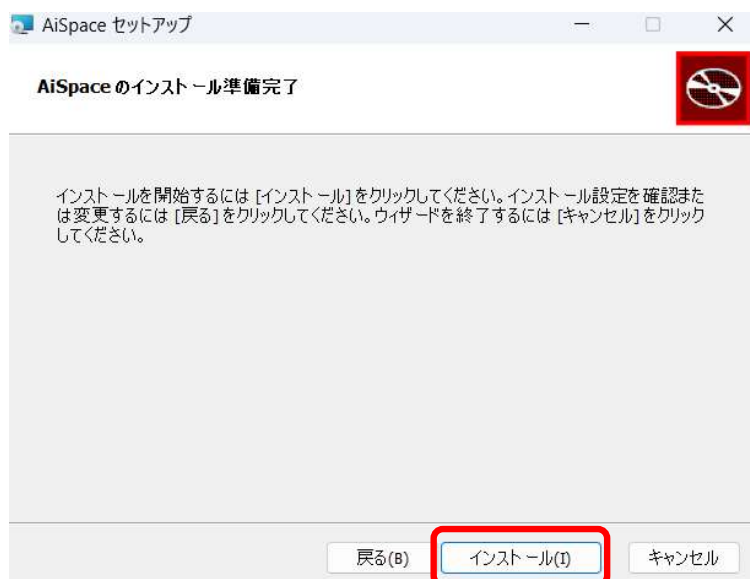 AiSpace セットアップ
AiSpace のインストール準備完了
インストールを開始するには [インストール] をクリックしてください。インストール設定を確認また
は変更するには [戻る] をクリックしてください。ウィザードを終了するには [キャンセル] をクリック
してください。
戻る(B) インストール(I) キャンセル